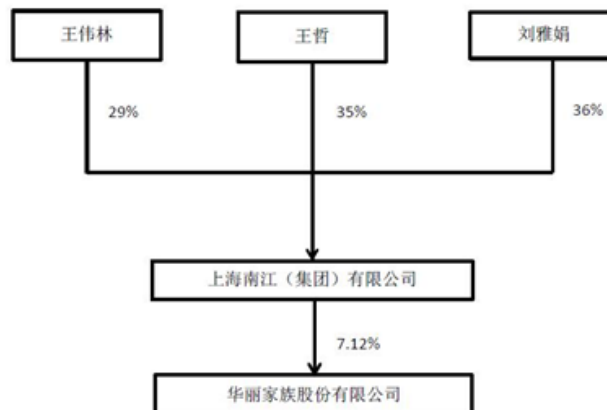 王伟林
王哲
刘雅娟
29%
35%
36%
上海南江（集团）有限公司
7.12%
华丽家族股份有限公司